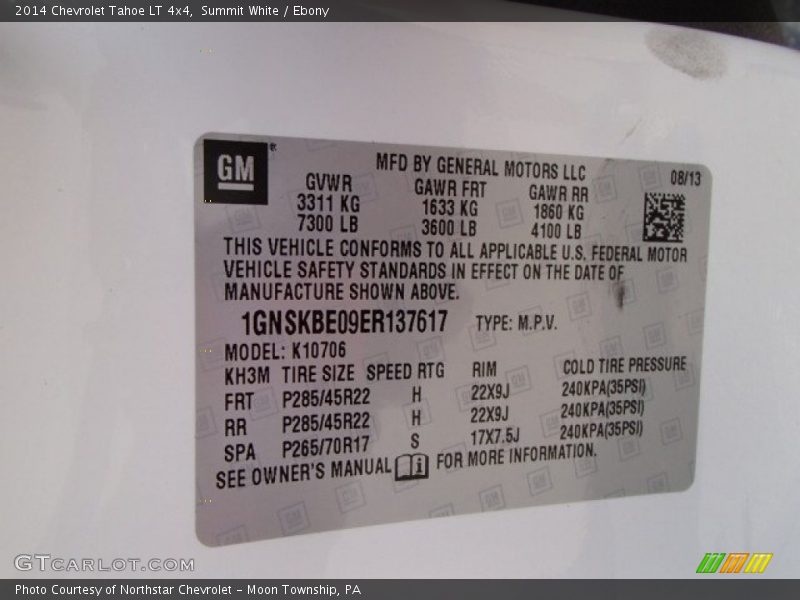 2014 Chevrolet Tahoe LT 4x4, Summit White / Ebony
GM®
MFD BY GENERAL MOTORS LLC 08/13
GVWR GAWR FRT GAWR RR
3311 KG 1633 KG 1860 KG
7300 LB 3600 LB 4100 LB
THIS VEHICLE CONFORMS TO ALL APPLICABLE U.S. FEDERAL MOTOR
VEHICLE SAFETY STANDARDS IN EFFECT ON THE DATE OF
MANUFACTURE SHOWN ABOVE.
1GNSKBE09ER137617 TYPE: M.P.V.
MODEL: K10706
KH3M TIRE SIZE SPEED RTG RIM COLD TIRE PRESSURE
FRT P285/45R22 H 22X9J 240KPA(35PSI)
RR P285/45R22 H 22X9J 240KPA(35PSI)
SPA P265/70R17 S 17X7.5J 240KPA(35PSI)
SEE OWNER'S MANUAL i FOR MORE INFORMATION.
GTCARLOT.COM
Photo Courtesy of Northstar Chevrolet - Moon Township, PA